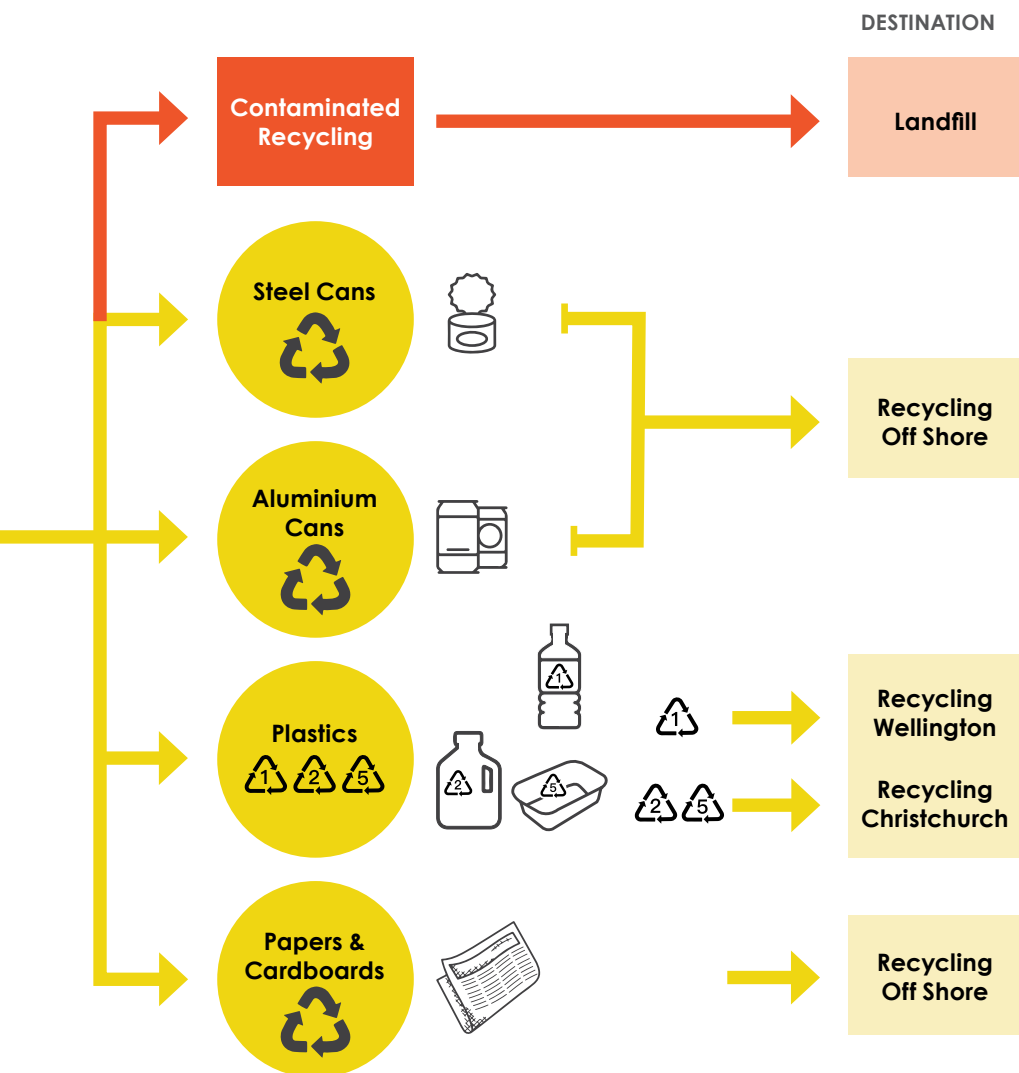 DESTINATION
Contaminated
Recycling
Landfill
Steel Cans
Recycling
Off Shore
Aluminium
Cans
1
Recycling
Wellington
1
Plastics
1 2 5
2
5
2 5
Recycling
Christchurch
Papers &
Cardboards
Recycling
Off Shore